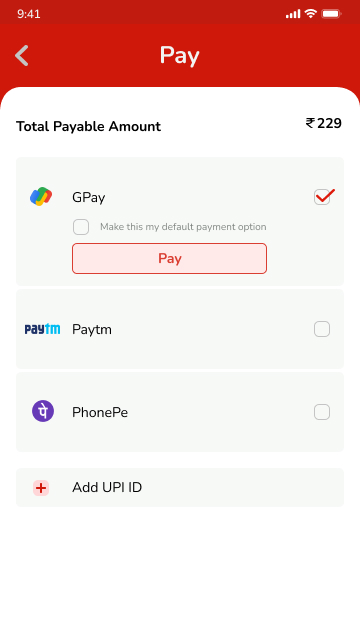 9:41
Pay
Total Payable Amount ₹229
GPay
Make this my default payment option
Pay
paytm Paytm
पे PhonePe
Add UPI ID